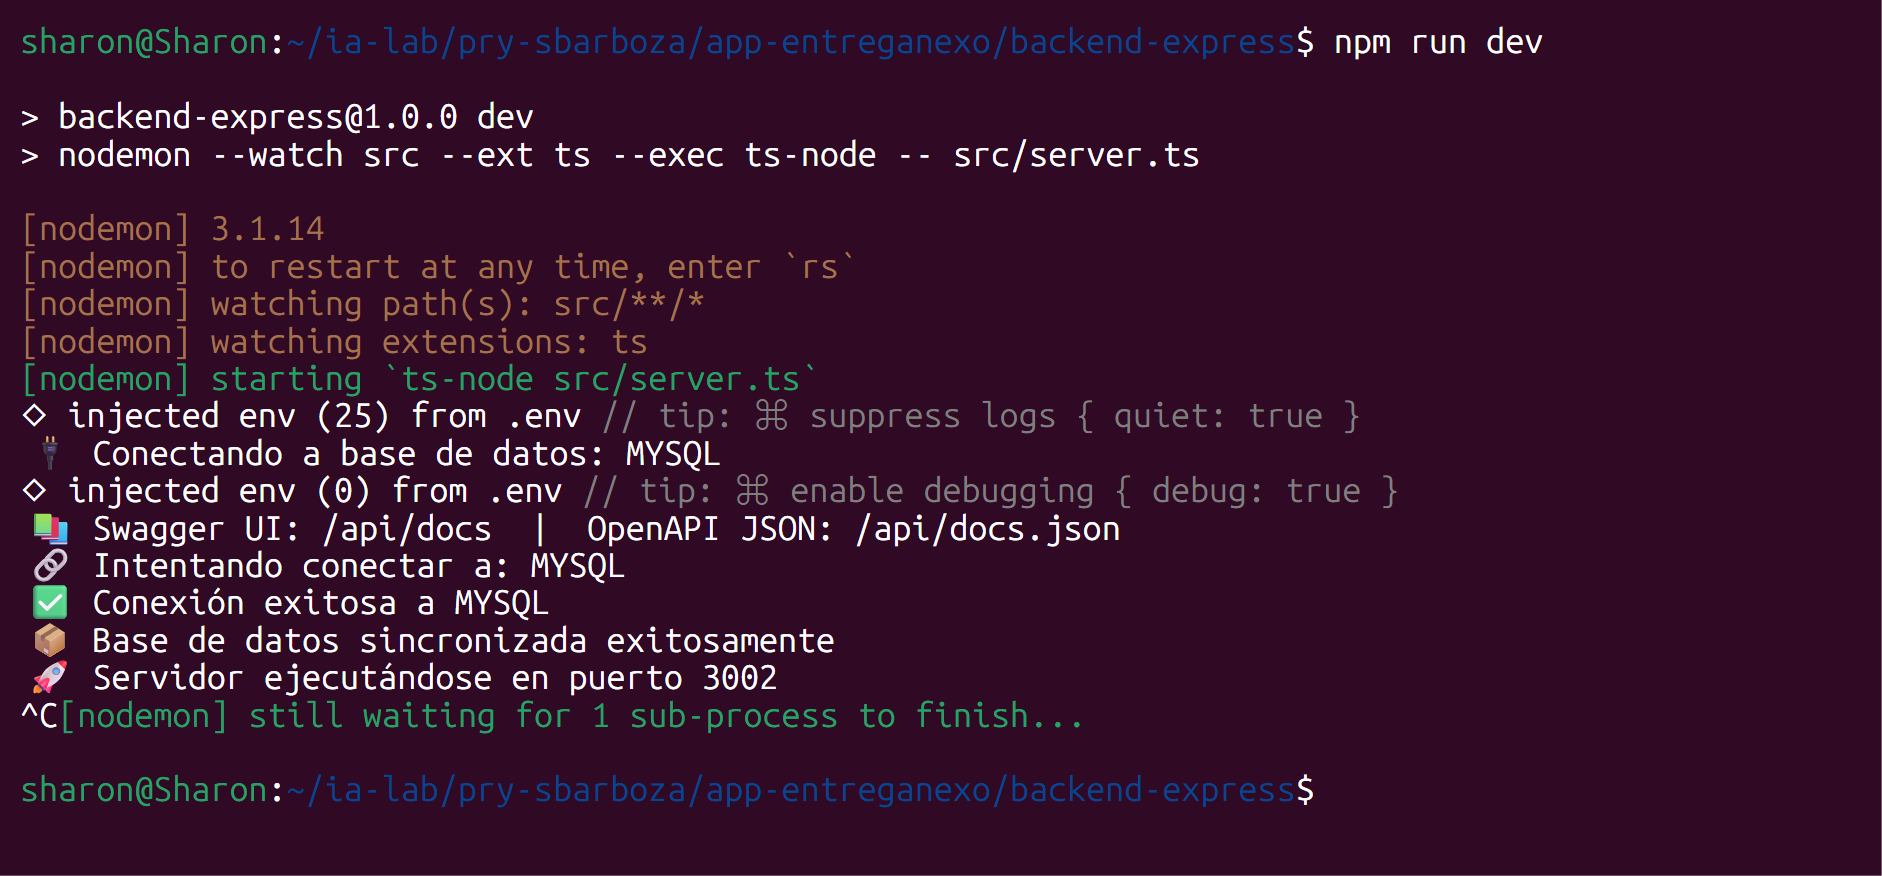 sharon@Sharon:~/ia-lab/pry-sbarboza/app-entreganexo/backend-express$ npm run dev
> backend-express@1.0.0 dev
> nodemon --watch src --ext ts --exec ts-node -- src/server.ts
[nodemon] 3.1.14
[nodemon] to restart at any time, enter `rs`
[nodemon] watching path(s): src/**/*
[nodemon] watching extensions: ts
[nodemon] starting `ts-node src/server.ts`
◇ injected env (25) from .env // tip: ⌘ suppress logs { quiet: true }
🔌 Conectando a base de datos: MYSQL
◇ injected env (0) from .env // tip: ⌘ enable debugging { debug: true }
📚 Swagger UI: /api/docs | OpenAPI JSON: /api/docs.json
🔗 Intentando conectar a: MYSQL
✅ Conexión exitosa a MYSQL
📦 Base de datos sincronizada exitosamente
🚀 Servidor ejecutándose en puerto 3002
^C[nodemon] still waiting for 1 sub-process to finish...
sharon@Sharon:~/ia-lab/pry-sbarboza/app-entreganexo/backend-express$